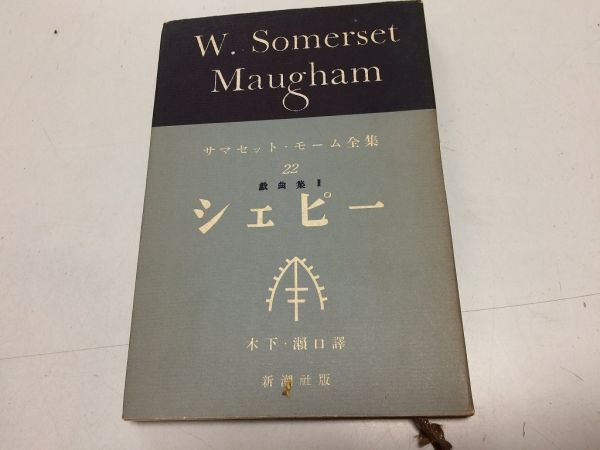 W. Somerset
Maugham
サマセット・モーム全集
22
戯曲集 Ⅱ
シェピー
木下・瀬口譯
新潮社版